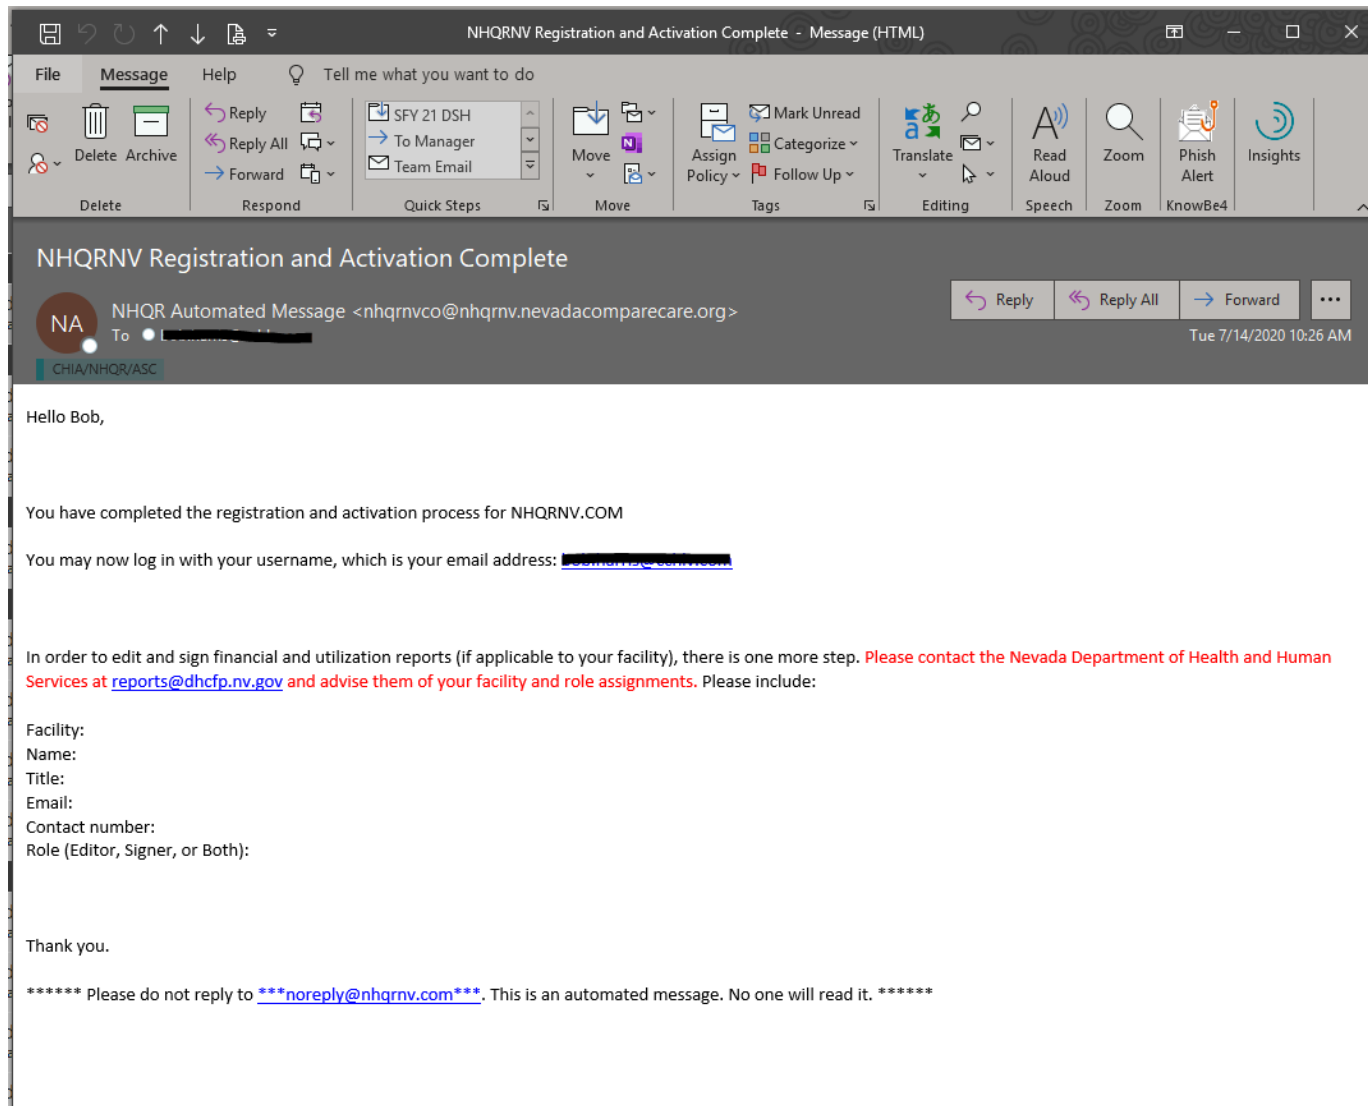 NHQRNV Registration and Activation Complete - Message (HTML)
File Message Help Tell me what you want to do
Delete Archive
Reply
Reply All
Forward
SFY 21 DSH
To Manager
Team Email
Move
Assign Policy
Mark Unread
Categorize
Follow Up
Translate
Read Aloud
Zoom
Phish Alert
Insights
Delete Respond Quick Steps Move Tags Editing Speech Zoom KnowBe4
NHQRNV Registration and Activation Complete
NA
NHQR Automated Message <nhqrnvco@nhqrnv.nevadacomparecare.org>
To
Reply Reply All Forward
Tue 7/14/2020 10:26 AM
CHIA/NHQR/ASC
Hello Bob,
You have completed the registration and activation process for NHQRNV.COM
You may now log in with your username, which is your email address:
In order to edit and sign financial and utilization reports (if applicable to your facility), there is one more step. Please contact the Nevada Department of Health and Human
Services at reports@dhcfp.nv.gov and advise them of your facility and role assignments. Please include:
Facility:
Name:
Title:
Email:
Contact number:
Role (Editor, Signer, or Both):
Thank you.
****** Please do not reply to ***noreply@nhqrnv.com***. This is an automated message. No one will read it. ******